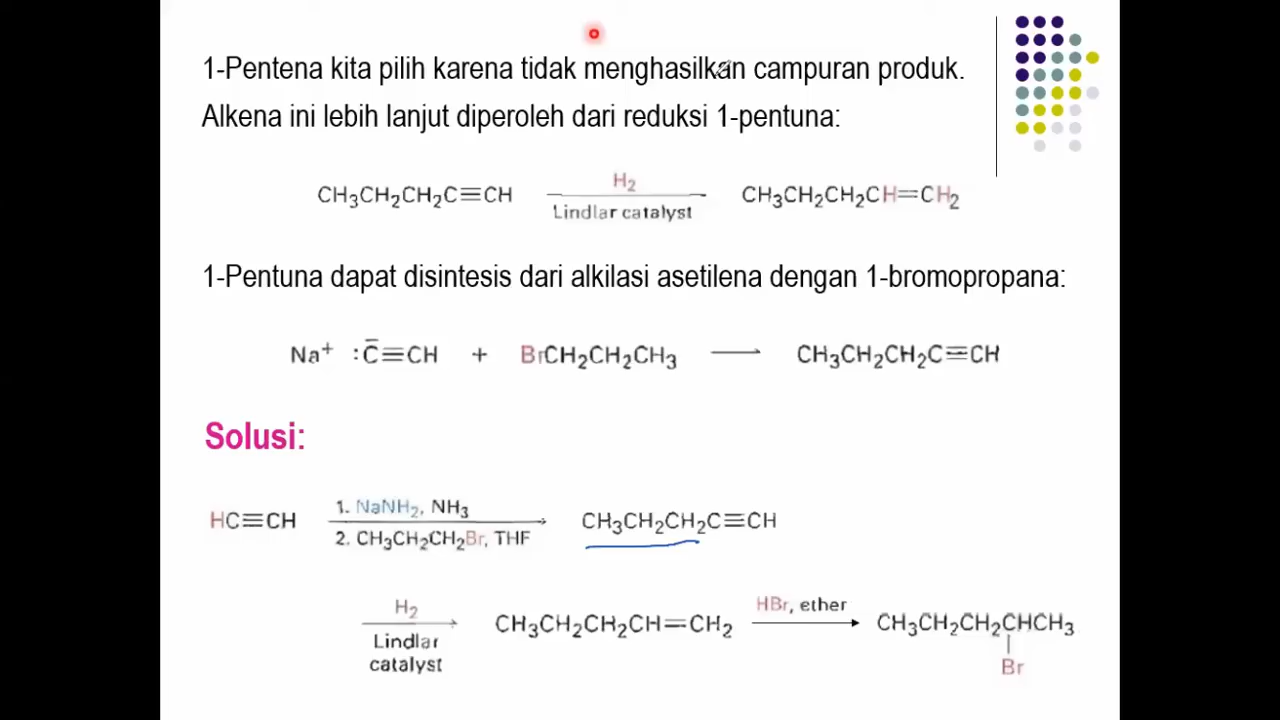 1-Pentena kita pilih karena tidak menghasilkan campuran produk.
Alkena ini lebih lanjut diperoleh dari reduksi 1-pentuna:
CH₃CH₂CH₂C≡CH H₂ Lindlar catalyst CH₃CH₂CH₂CH=CH₂
1-Pentuna dapat disintesis dari alkilasi asetilena dengan 1-bromopropana:
Na⁺ :C̄≡CH + BrCH₂CH₂CH₃ ⟶ CH₃CH₂CH₂C≡CH
Solusi:
HC≡CH 1. NaNH₂, NH₃ 2. CH₃CH₂CH₂Br, THF CH₃CH₂CH₂C≡CH
H₂ Lindlar catalyst CH₃CH₂CH₂CH=CH₂ HBr, ether CH₃CH₂CH₂CHCH₃
Br